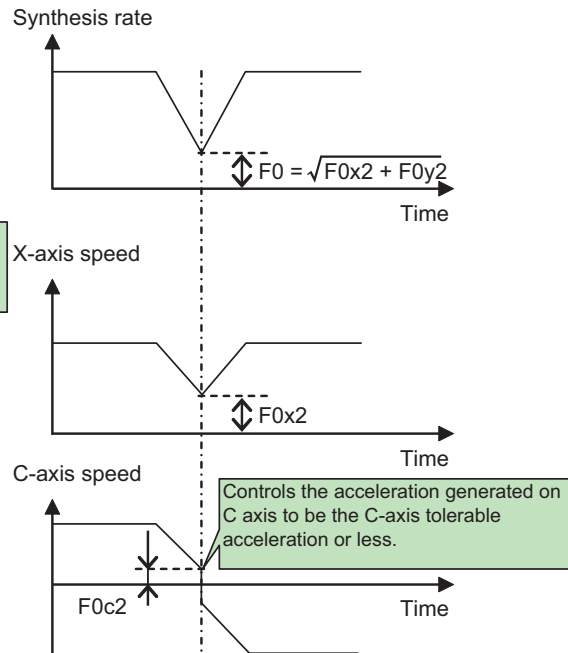 Synthesis rate
F0 = √F0x2 + F0y2
Time
X-axis speed
F0x2
Time
C-axis speed
Controls the acceleration generated on
C axis to be the C-axis tolerable
acceleration or less.
F0c2
Time